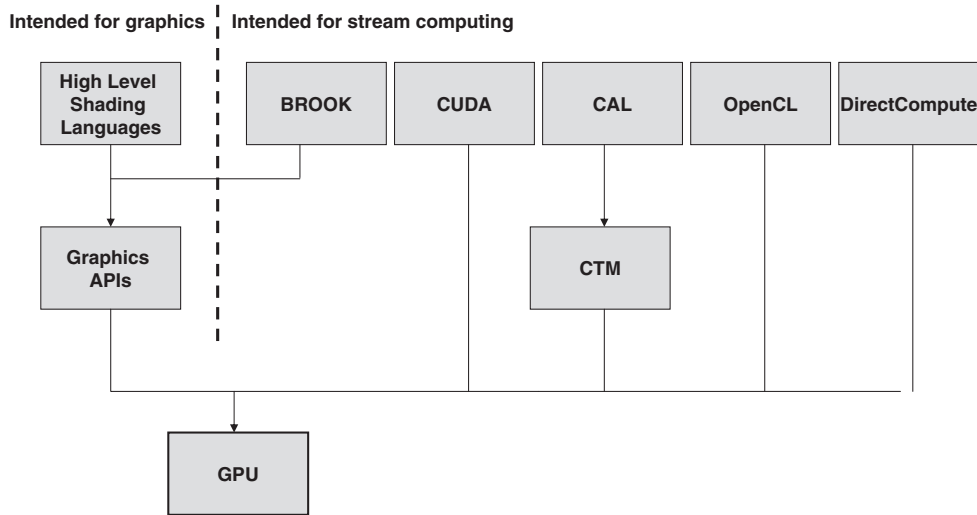 Intended for graphics
Intended for stream computing
High Level
Shading
Languages
BROOK
CUDA
CAL
OpenCL
DirectCompute
Graphics
APIs
CTM
GPU